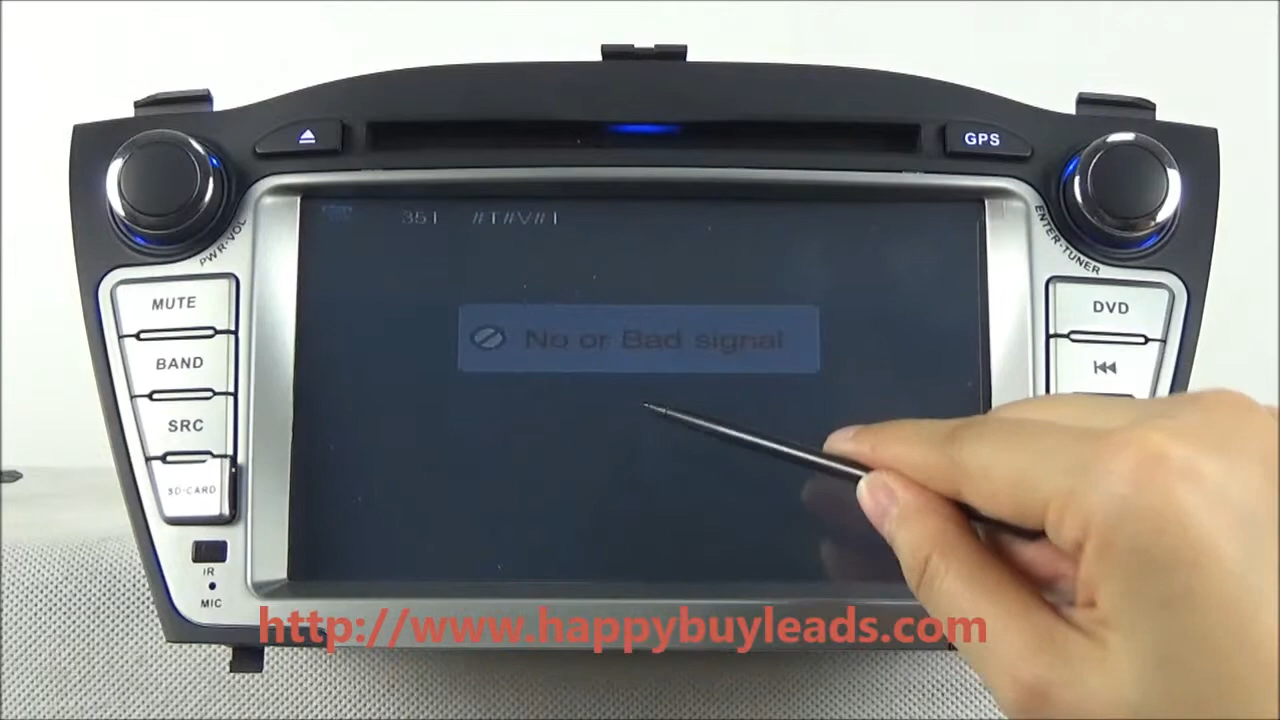 GPS
PWR·VOL
ENTER·TUNER
351 #T#V#1
No or Bad signal
MUTE
BAND
SRC
SD-CARD
IR
MIC
DVD
http://www.happybuyleads.com